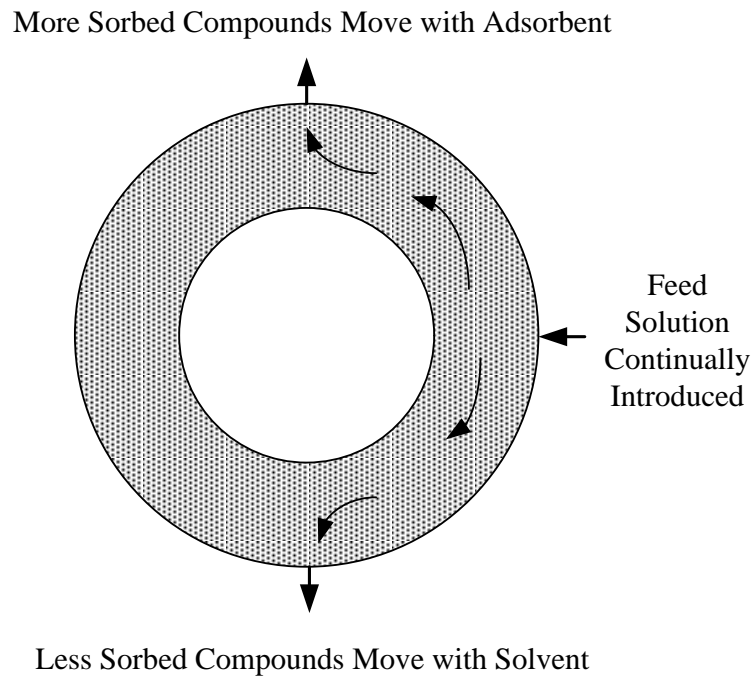 More Sorbed Compounds Move with Adsorbent
Feed
Solution
Continually
Introduced
Less Sorbed Compounds Move with Solvent